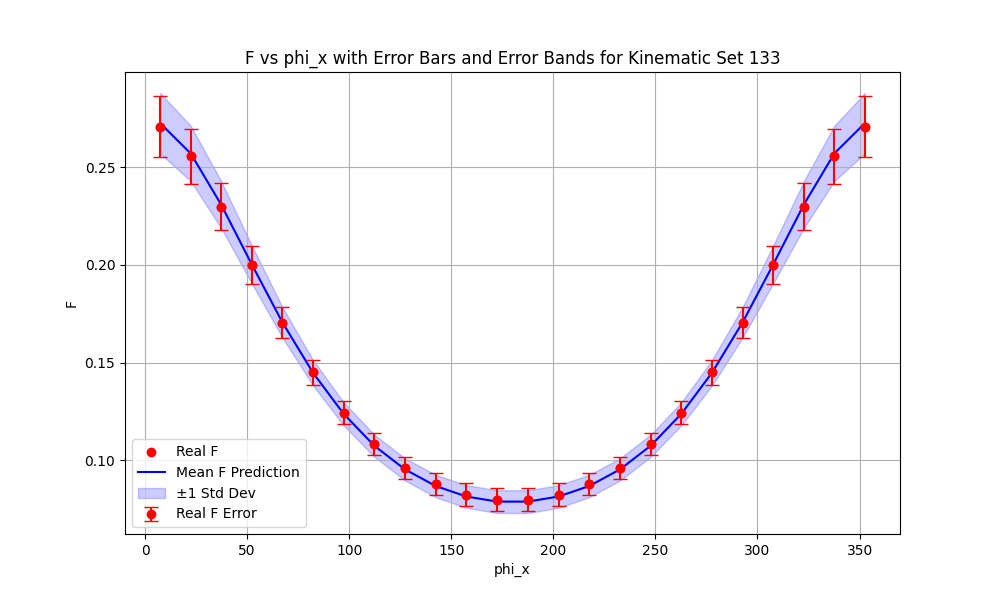 F vs phi_x with Error Bars and Error Bands for Kinematic Set 133
F
0.25
0.20
0.15
0.10
Real F
Mean F Prediction
±1 Std Dev
Real F Error
0 50 100 150 200 250 300 350
phi_x